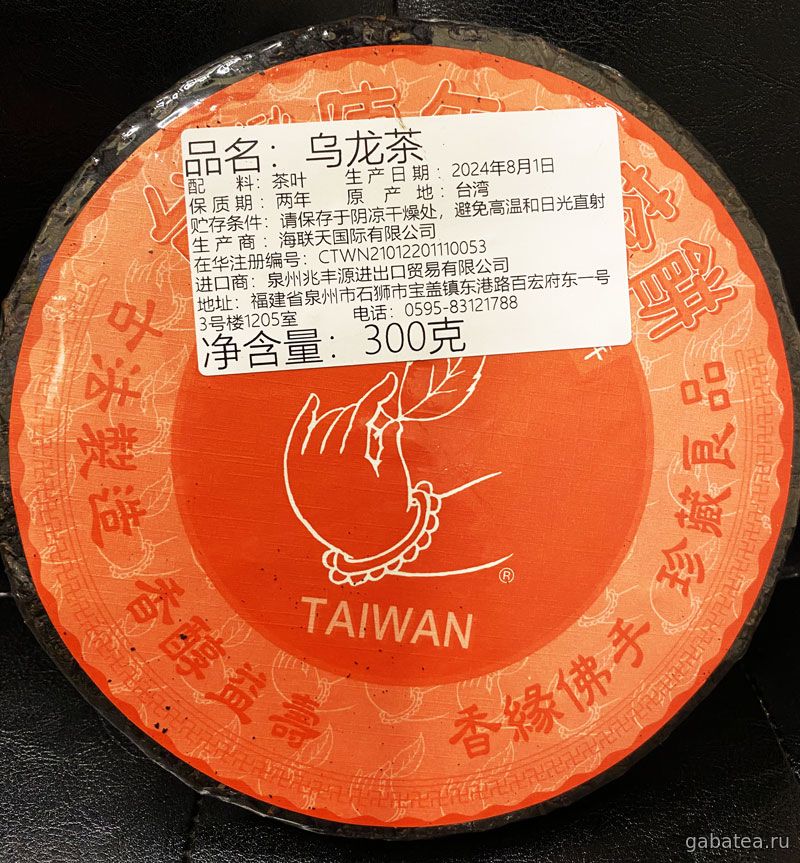 品名：乌龙茶
配 料：茶叶 生产日期：2024年8月1日
保质期：两年 原 产 地：台湾
贮存条件：请保存于阴凉干燥处，避免高温和日光直射
生产商：海联天国际有限公司
在华注册编号：CTWN21012201110053
进口商：泉州兆丰源进出口贸易有限公司
地址：福建省泉州市石狮市宝盖镇东港路百宏府东一号
3号楼1205室 电话：0595-83121788
净含量：300克
餅
古法製造
香醇益壽
香緣佛手
珍藏良品
®
TAIWAN
gabatea.ru